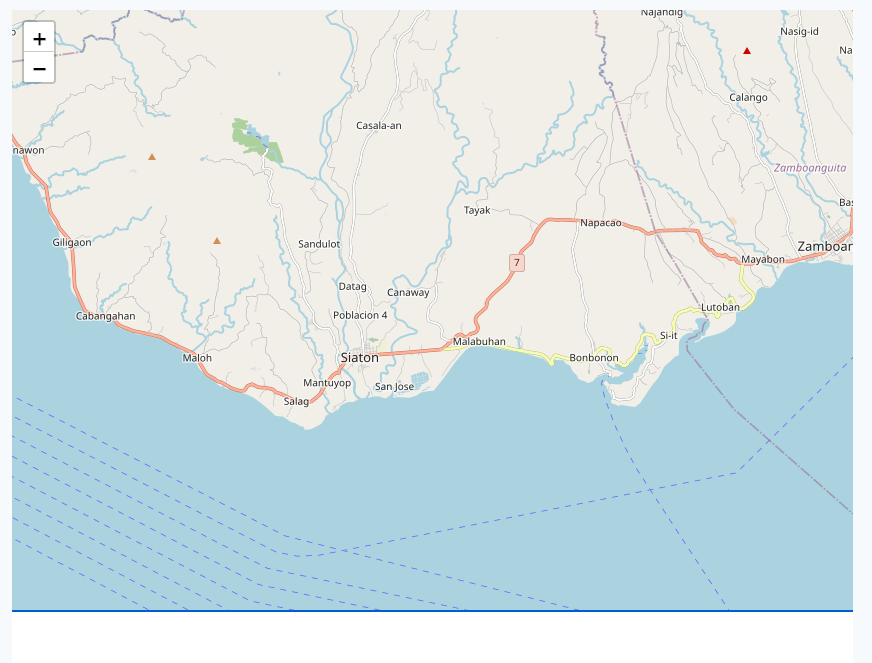 Najandig
Nasig-id
+
−
Na
Calango
Casala-an
nawon
Zamboanguita
Bas
Tayak
Napacao
Giligaon
Sandulot
Zamboan
Mayabon
7
Datag
Canaway
Lutoban
Cabangahan
Poblacion 4
Si-it
Malabuhan
Maloh
Siaton
Bonbonon
Mantuyop
San Jose
Salag